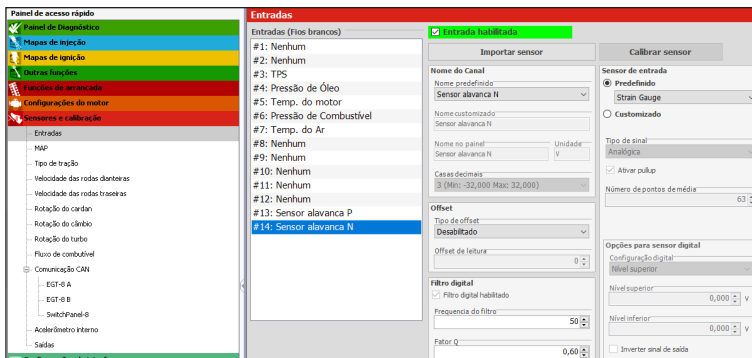 Painel de acesso rápido
Painel de Diagnóstico
Mapas de injeção
Mapas de ignição
Outras funções
Funções de arrancada
Configurações do motor
Sensores e calibração
Entradas
MAP
Tipo de tração
Velocidade das rodas dianteiras
Velocidade das rodas traseiras
Rotação do cardan
Rotação do câmbio
Rotação do turbo
Fluxo de combutível
Comunicação CAN
EGT-8 A
EGT-8 B
SwitchPanel-8
Acelerômetro interno
Saídas
Entradas
Entradas (Fios brancos)
#1: Nenhum
#2: Nenhum
#3: TPS
#4: Pressão de Óleo
#5: Temp. do motor
#6: Pressão de Combustível
#7: Temp. do Ar
#8: Nenhum
#9: Nenhum
#10: Nenhum
#11: Nenhum
#12: Nenhum
#13: Sensor alavanca P
#14: Sensor alavanca N
Entrada habilitada
Importar sensor
Nome do Canal
Nome predefinido
Sensor alavanca N
Nome customizado
Sensor alavanca N
Nome no painel Unidade
Sensor alavanca N V
Casas decimais
3 (Min: -32,000 Max: 32,000)
Offset
Tipo de offset
Desabilitado
Offset de leitura
0
Filtro digital
Filtro digital habilitado
Frequencia do filtro
50
Fator Q
0,60
Calibrar sensor
Sensor de entrada
Predefinido
Strain Gauge
Customizado
Tipo de sinal
Analógica
Ativar pullup
Número de pontos de média
63
Opções para sensor digital
Configuração digital
Nível superior
Nível superior
0,000 V
Nível inferior
0,000 V
Inverter sinal de saída